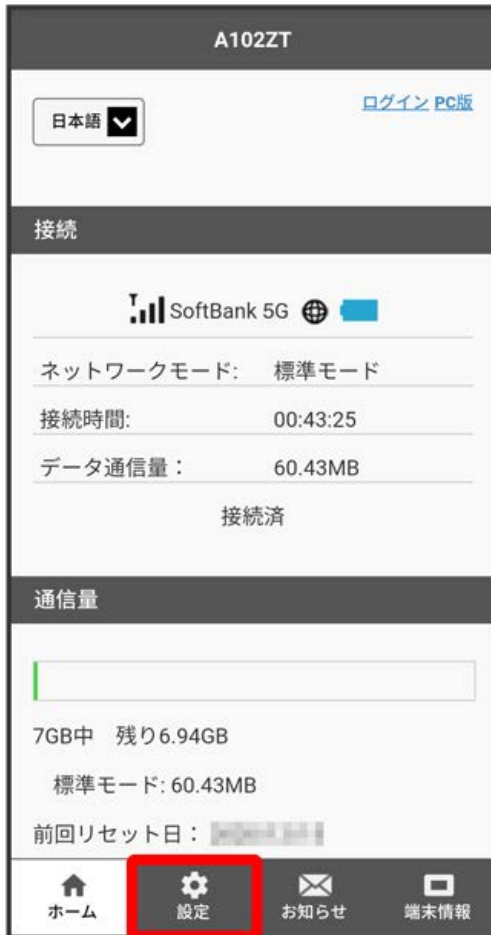 A102ZT
日本語
ログイン PC版
接続
SoftBank 5G
ネットワークモード: 標準モード
接続時間: 00:43:25
データ通信量： 60.43MB
接続済
通信量
7GB中 残り6.94GB
標準モード: 60.43MB
前回リセット日：
ホーム 設定 お知らせ 端末情報